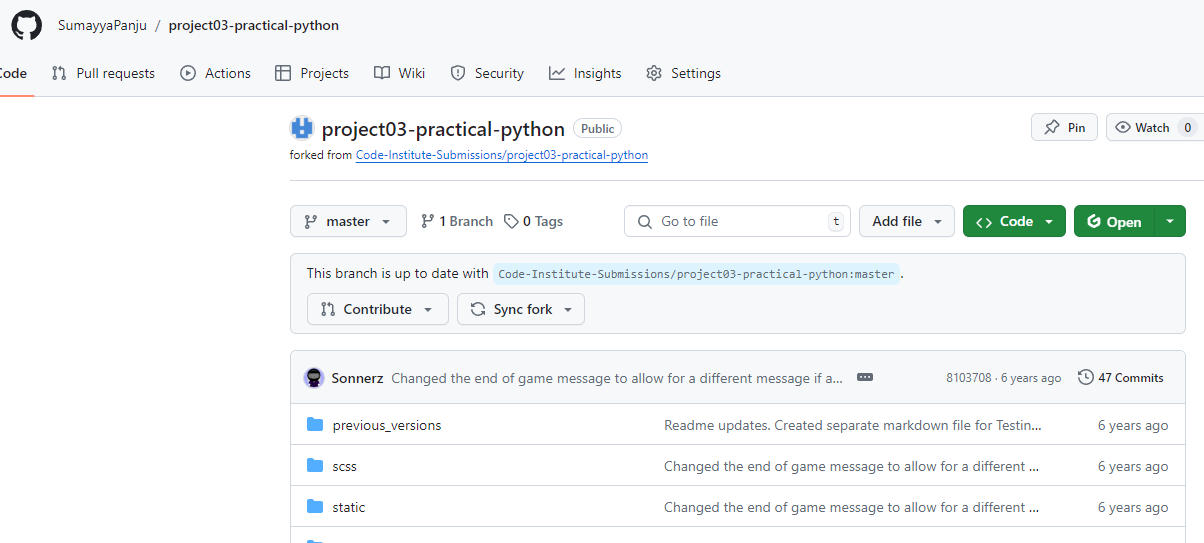 SumayyaPanju / project03-practical-python
Code Pull requests Actions Projects Wiki Security Insights Settings
project03-practical-python Public Pin Watch 0
forked from Code-Institute-Submissions/project03-practical-python
master 1 Branch 0 Tags Go to file t Add file Code Open
This branch is up to date with Code-Institute-Submissions/project03-practical-python:master .
Contribute Sync fork
Sonnerz Changed the end of game message to allow for a different message if a... 8103708 · 6 years ago 47 Commits
previous_versions Readme updates. Created separate markdown file for Testin... 6 years ago
scss Changed the end of game message to allow for a different ... 6 years ago
static Changed the end of game message to allow for a different ... 6 years ago